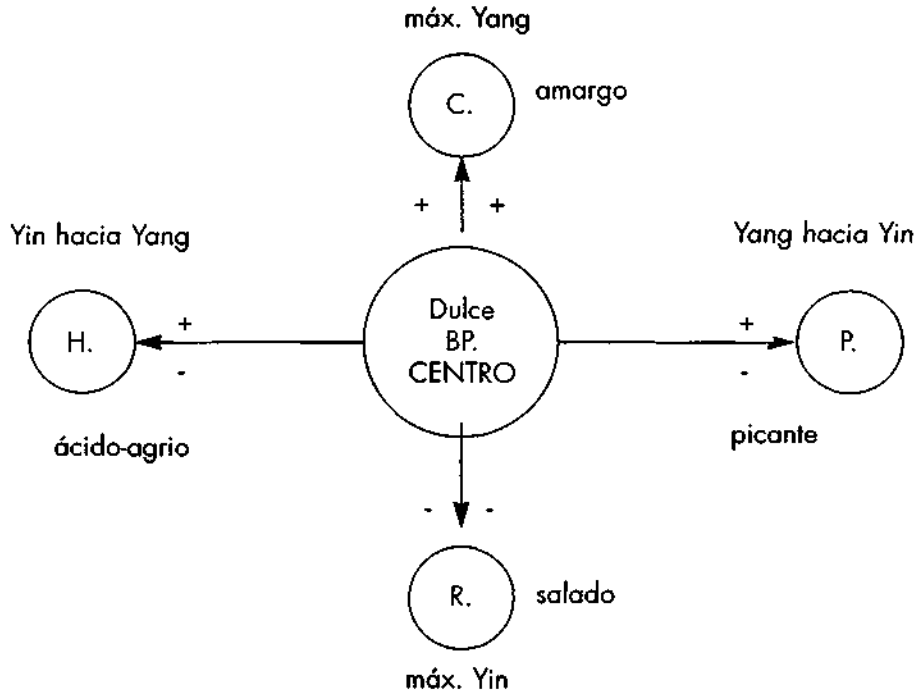 máx. Yang
C.
amargo
+ +
Yin hacia Yang
Yang hacia Yin
H.
+
-
Dulce
BP.
CENTRO
+
-
P.
ácido-agrio
picante
- -
R.
salado
máx. Yin